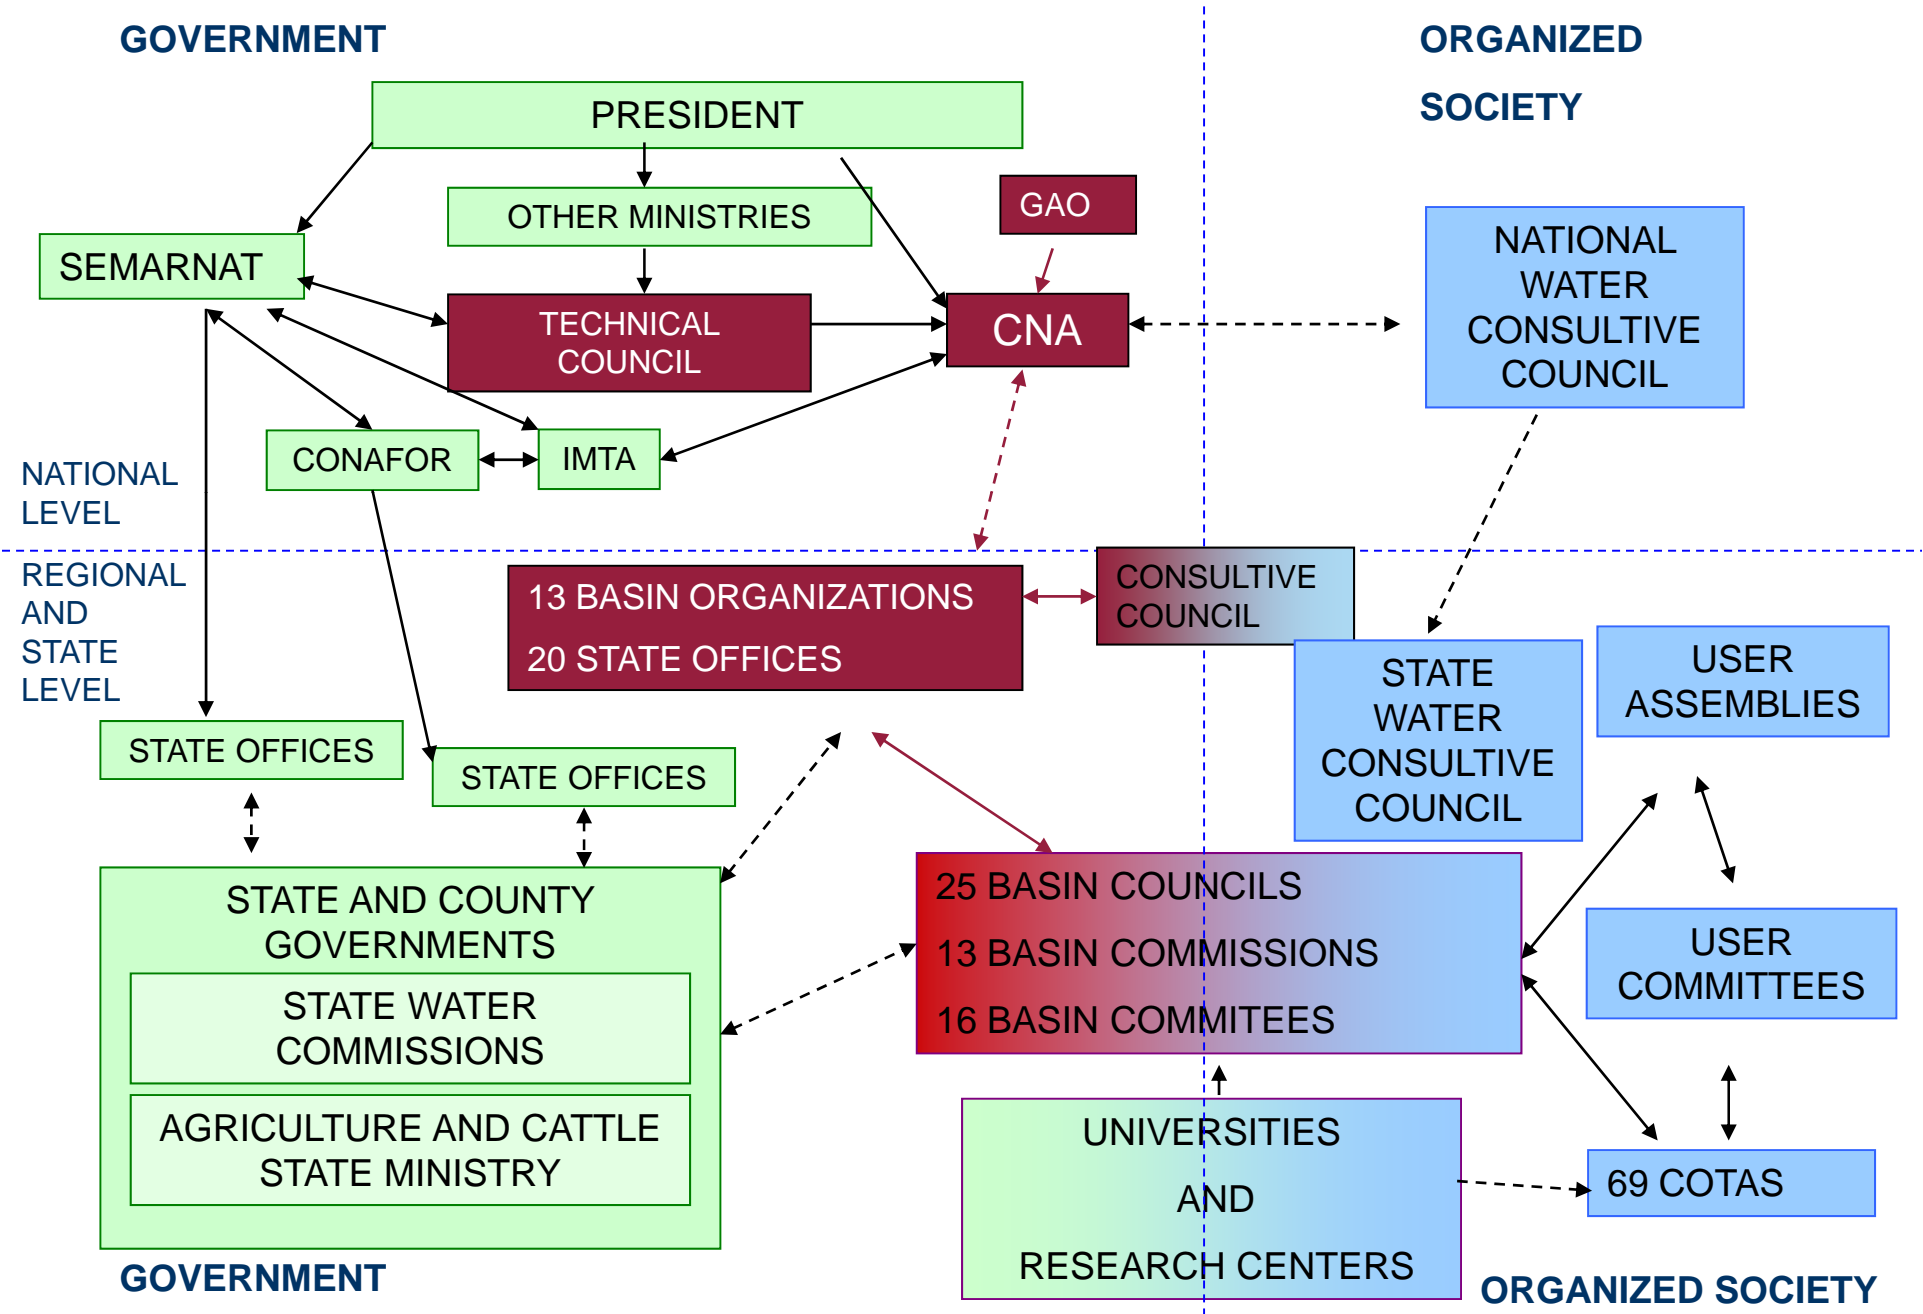 GOVERNMENT
ORGANIZED
SOCIETY
PRESIDENT
OTHER MINISTRIES
GAO
SEMARNAT
TECHNICAL
COUNCIL
CNA
NATIONAL
WATER
CONSULTIVE
COUNCIL
CONAFOR
IMTA
NATIONAL
LEVEL
REGIONAL
AND
STATE
LEVEL
13 BASIN ORGANIZATIONS
20 STATE OFFICES
CONSULTIVE
COUNCIL
STATE
WATER
CONSULTIVE
COUNCIL
USER
ASSEMBLIES
STATE OFFICES
STATE OFFICES
STATE AND COUNTY
GOVERNMENTS
STATE WATER
COMMISSIONS
AGRICULTURE AND CATTLE
STATE MINISTRY
25 BASIN COUNCILS
13 BASIN COMMISSIONS
16 BASIN COMMITEES
USER
COMMITTEES
UNIVERSITIES
AND
RESEARCH CENTERS
69 COTAS
GOVERNMENT
ORGANIZED SOCIETY